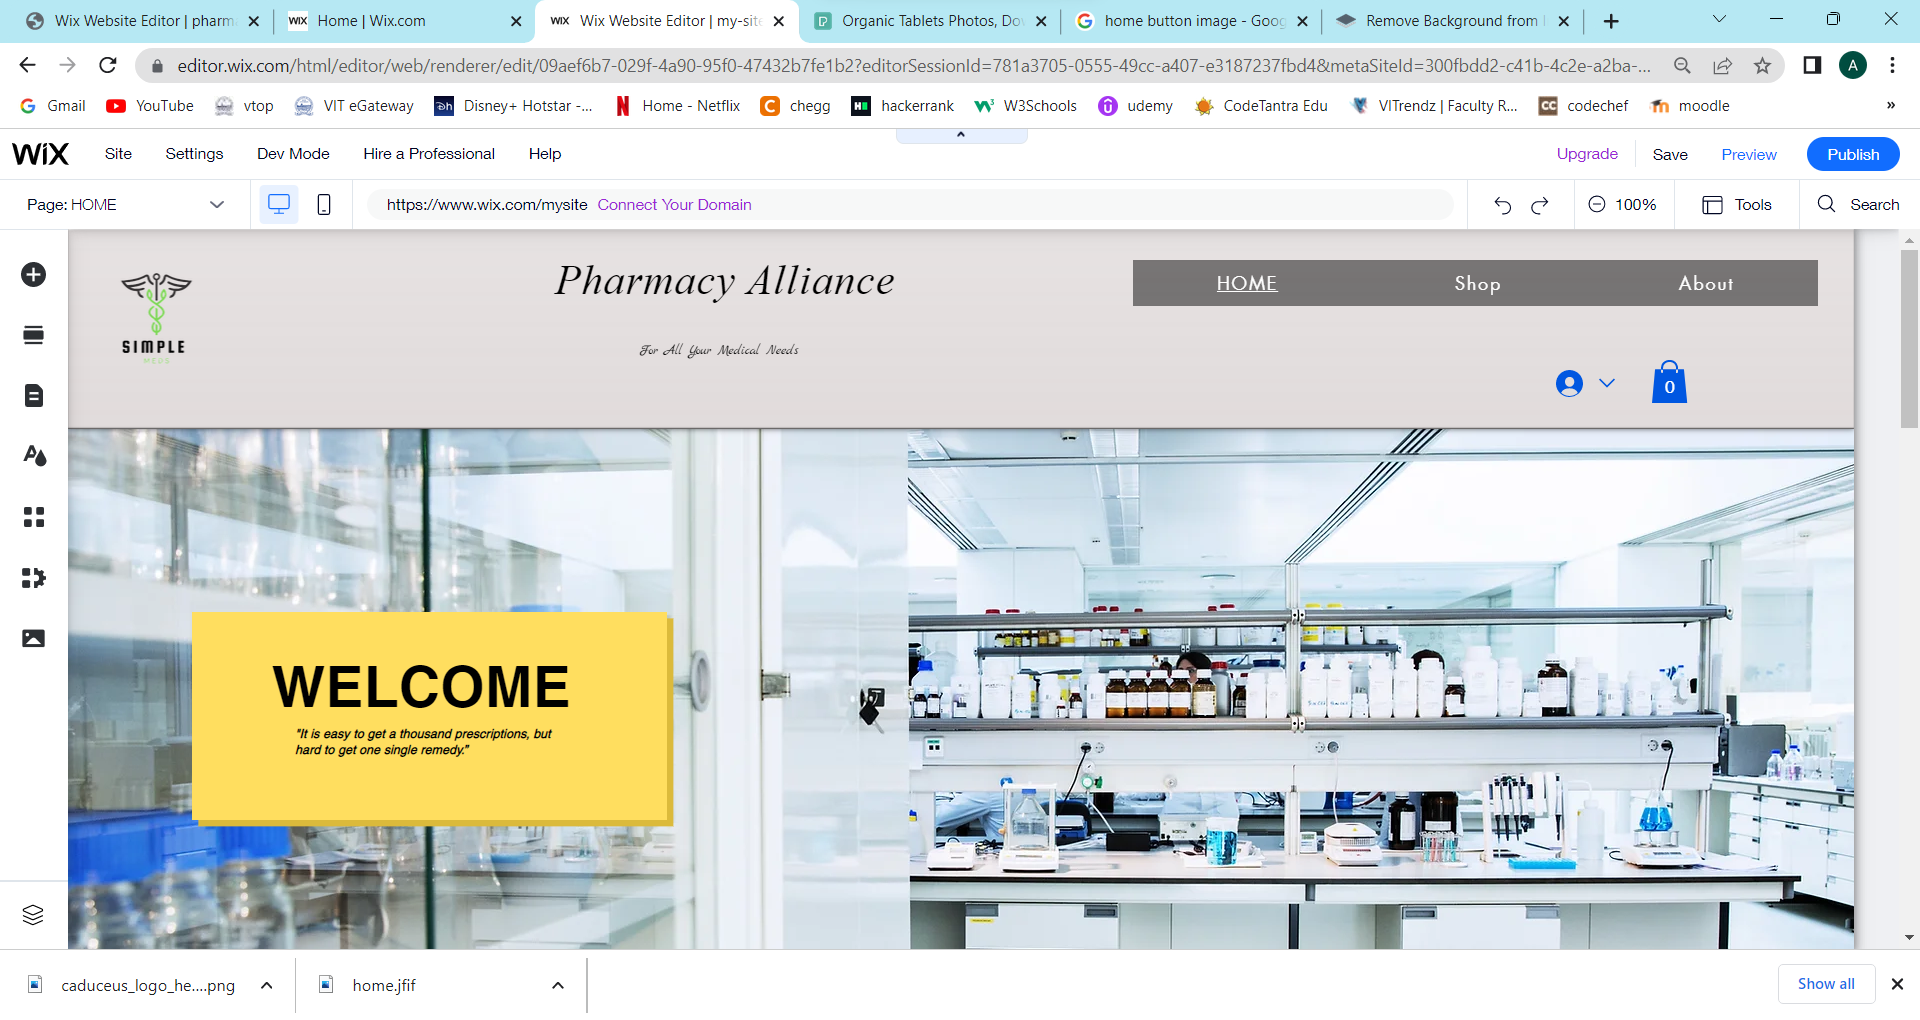 Wix Website Editor | pharm
Home | Wix.com
WIX Wix Website Editor | my-site
Organic Tablets Photos, Do
home button image - Goog
Remove Background from
editor.wix.com/html/editor/web/renderer/edit/09aef6b7-029f-4a90-95f0-47432b7fe1b2?editorSessionId=781a3705-0555-49cc-a407-e3187237fbd4&metaSiteId=300fbdd2-c41b-4c2e-a2ba-...
A
Gmail
YouTube
vtop
VIT eGateway
Disney+ Hotstar -...
Home - Netflix
chegg
hackerrank
W3Schools
udemy
CodeTantra Edu
VITrendz | Faculty R...
codechef
moodle
»
WIX
Site
Settings
Dev Mode
Hire a Professional
Help
Upgrade
Save
Preview
Publish
Page: HOME
https://www.wix.com/mysite Connect Your Domain
100%
Tools
Search
Pharmacy Alliance
HOME
Shop
About
SIMPLE
MEDS
For All Your Medical Needs
0
WELCOME
"It is easy to get a thousand prescriptions, but
hard to get one single remedy."
caduceus_logo_he....png
home.jfif
Show all